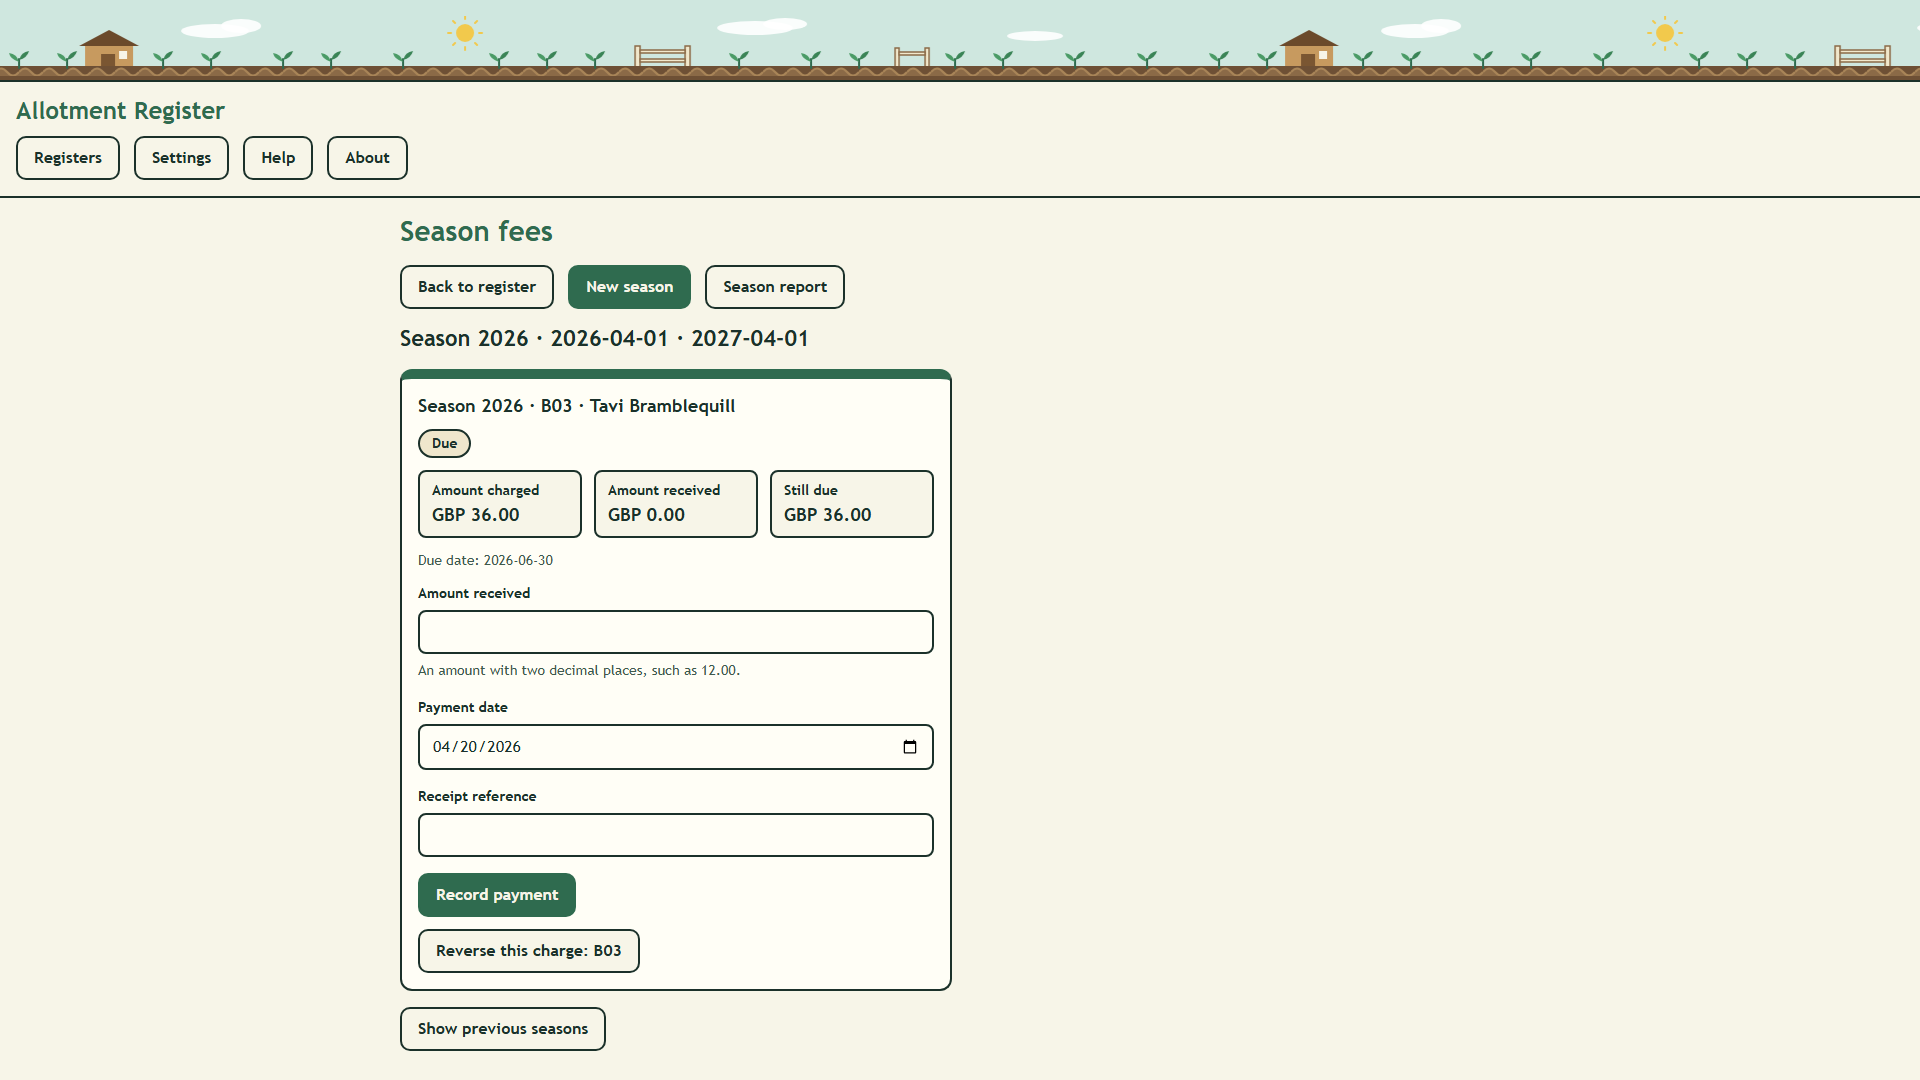 Allotment Register
Registers Settings Help About
Season fees
Back to register New season Season report
Season 2026 · 2026-04-01 · 2027-04-01
Season 2026 · B03 · Tavi Bramblequill
Due
Amount charged Amount received Still due
GBP 36.00 GBP 0.00 GBP 36.00
Due date: 2026-06-30
Amount received
An amount with two decimal places, such as 12.00.
Payment date
04/20/2026
Receipt reference
Record payment
Reverse this charge: B03
Show previous seasons